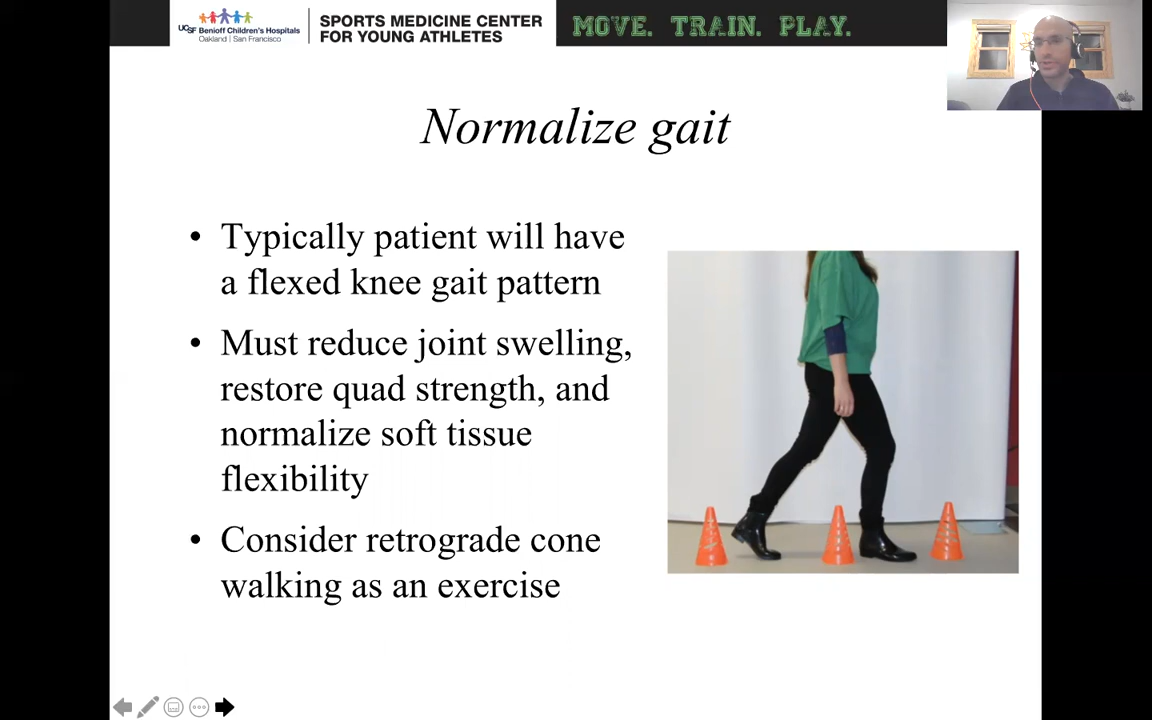 UCSF Benioff Children's Hospitals
Oakland | San Francisco
SPORTS MEDICINE CENTER
FOR YOUNG ATHLETES
MOVE. TRAIN. PLAY.
Normalize gait
• Typically patient will have
a flexed knee gait pattern
• Must reduce joint swelling,
restore quad strength, and
normalize soft tissue
flexibility
• Consider retrograde cone
walking as an exercise